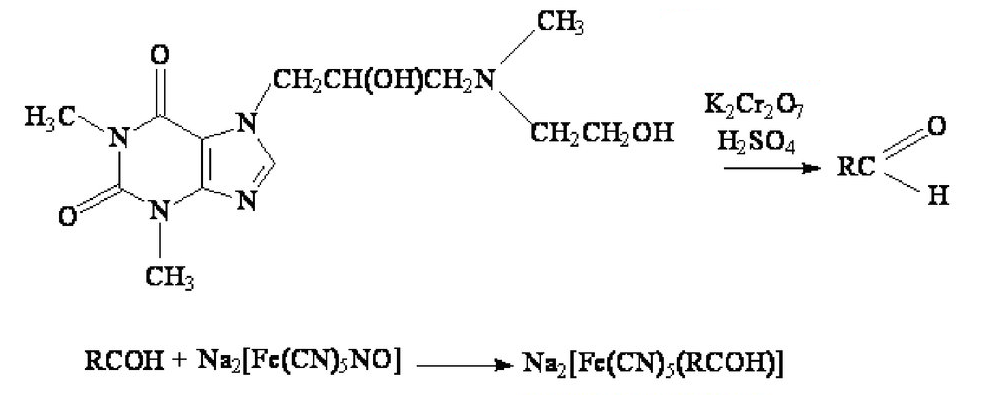 CH₃
O
CH₂CH(OH)CH₂N
H₃C
N
N
CH₂CH₂OH
K₂Cr₂O₇
H₂SO₄
O
RC
H
O
N
N
CH₃
RCOH + Na₂[Fe(CN)₅NO] → Na₂[Fe(CN)₅(RCOH)]